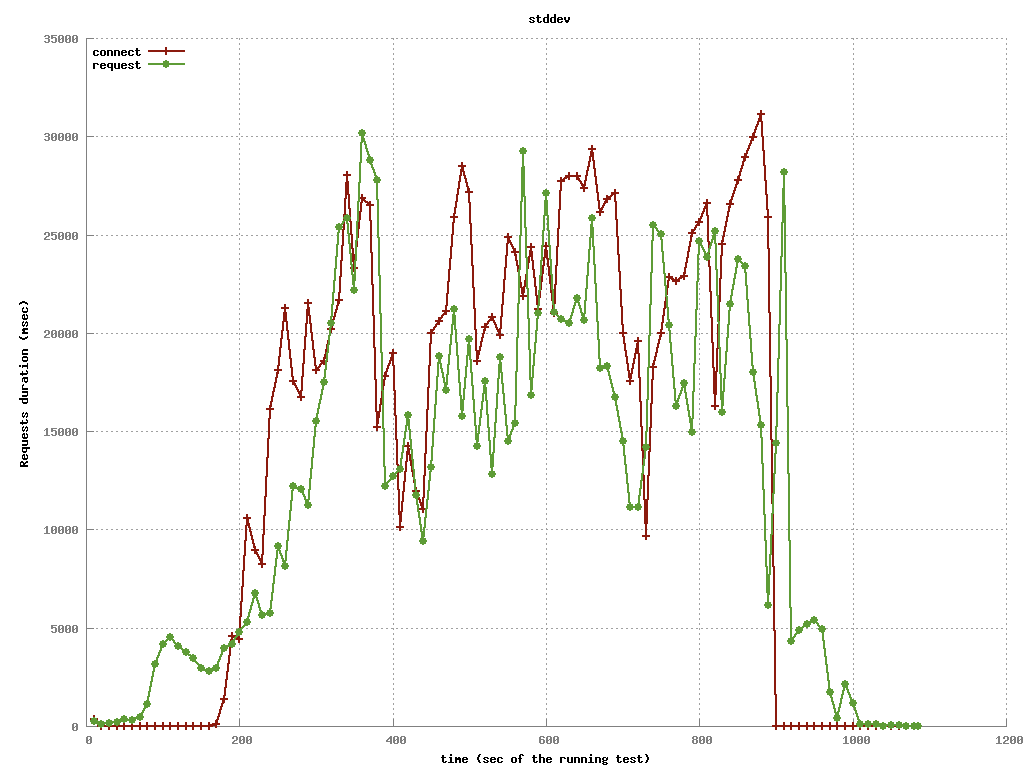 stddev
35000
connect
request
30000
25000
20000
15000
10000
5000
0
0 200 400 600 800 1000 1200
Requests duration (msec)
time (sec of the running test)